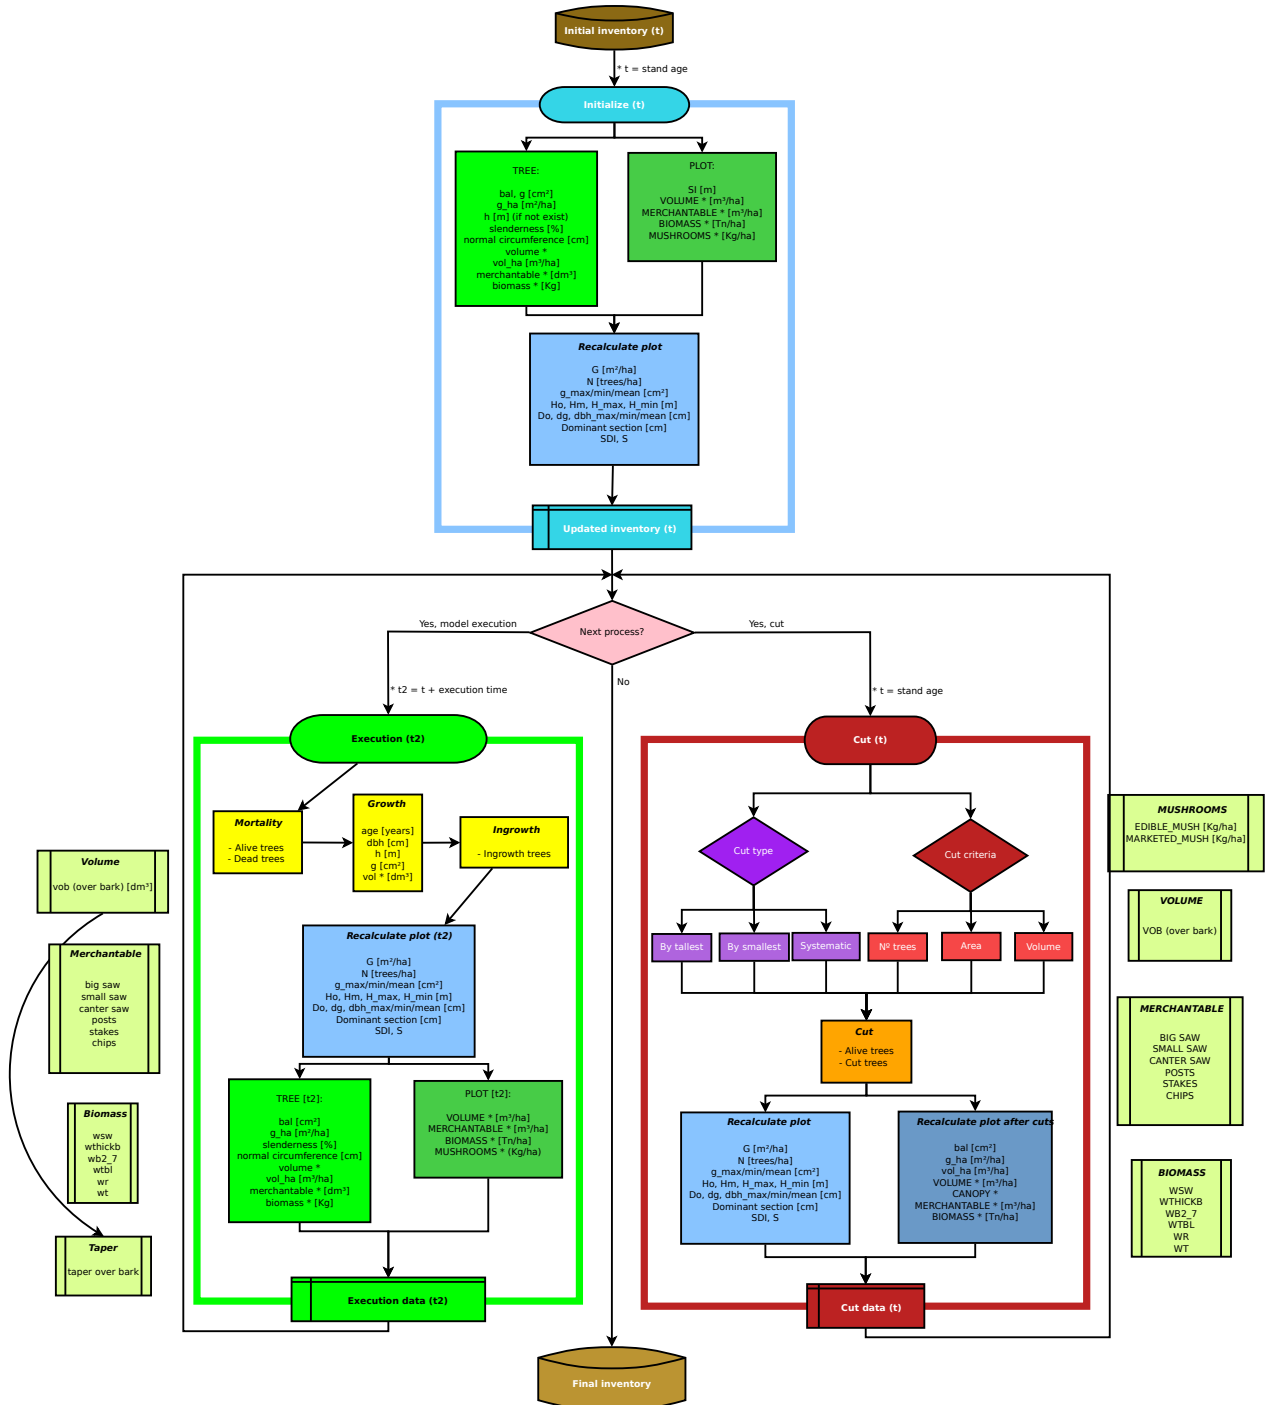 Initial inventory (t)
* t = stand age
Initialize (t)
TREE:
bal, g [cm²]
g_ha [m²/ha]
h [m] (if not exist)
slenderness [%]
normal circumference [cm]
volume *
vol_ha [m³/ha]
merchantable * [dm³]
biomass * [Kg]
PLOT:
SI [m]
VOLUME * [m³/ha]
MERCHANTABLE * [m³/ha]
BIOMASS * [Tn/ha]
MUSHROOMS * [Kg/ha]
Recalculate plot
G [m²/ha]
N [trees/ha]
g_max/min/mean [cm²]
Ho, Hm, H_max, H_min [m]
Do, dg, dbh_max/min/mean [cm]
Dominant section [cm]
SDI, S
Updated inventory (t)
Next process?
Yes, model execution
Yes, cut
No
* t2 = t + execution time
* t = stand age
Execution (t2)
Mortality
- Alive trees
- Dead trees
Growth
age [years]
dbh [cm]
h [m]
g [cm²]
vol * [dm³]
Ingrowth
- Ingrowth trees
Recalculate plot (t2)
G [m²/ha]
N [trees/ha]
g_max/min/mean [cm²]
Ho, Hm, H_max, H_min [m]
Do, dg, dbh_max/min/mean [cm]
Dominant section [cm]
SDI, S
TREE [t2]:
bal [cm²]
g_ha [m²/ha]
slenderness [%]
normal circumference [cm]
volume *
vol_ha [m³/ha]
merchantable * [dm³]
biomass * [Kg]
PLOT [t2]:
VOLUME * [m³/ha]
MERCHANTABLE * [m³/ha]
BIOMASS * [Tn/ha]
MUSHROOMS * (Kg/ha)
Execution data (t2)
Cut (t)
Cut type
Cut criteria
By tallest
By smallest
Systematic
Nº trees
Area
Volume
Cut
- Alive trees
- Cut trees
Recalculate plot
G [m²/ha]
N [trees/ha]
g_max/min/mean [cm²]
Ho, Hm, H_max, H_min [m]
Do, dg, dbh_max/min/mean [cm]
Dominant section [cm]
SDI, S
Recalculate plot after cuts
bal [cm²]
g_ha [m²/ha]
vol_ha [m³/ha]
VOLUME * [m³/ha]
CANOPY *
MERCHANTABLE * [m³/ha]
BIOMASS * [Tn/ha]
Cut data (t)
Final inventory
Volume
vob (over bark) [dm³]
Merchantable
big saw
small saw
canter saw
posts
stakes
chips
Biomass
wsw
wthickb
wb2_7
wtbl
wr
wt
Taper
taper over bark
MUSHROOMS
EDIBLE_MUSH [Kg/ha]
MARKETED_MUSH [Kg/ha]
VOLUME
VOB (over bark)
MERCHANTABLE
BIG SAW
SMALL SAW
CANTER SAW
POSTS
STAKES
CHIPS
BIOMASS
WSW
WTHICKB
WB2_7
WTBL
WR
WT